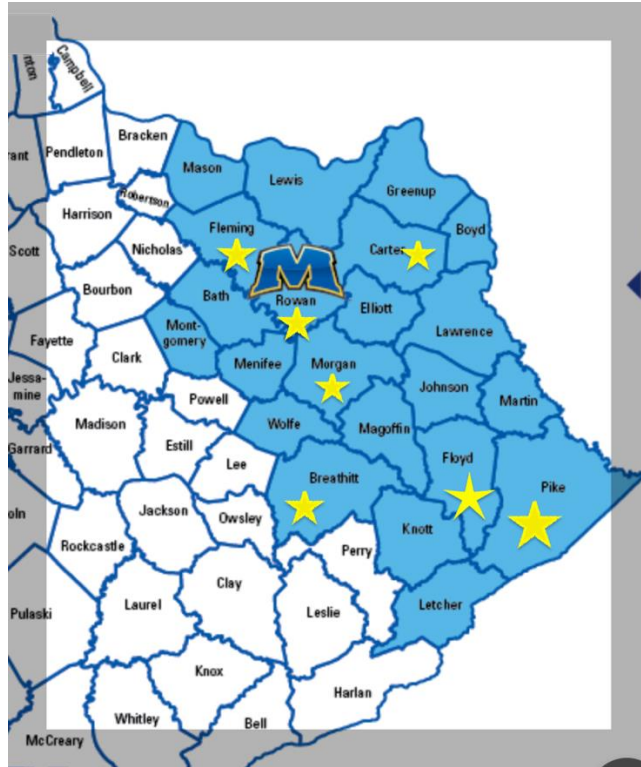 Campbell
Bracken
Pendleton
Mason
Lewis
Greenup
Robertson
Harrison
Fleming
Carter
Boyd
Nicholas
Scott
M
Bath
Rowan
Elliott
Bourbon
Mont-
gomery
Lawrence
Fayette
Clark
Menifee
Morgan
Johnson
Martin
Jessa-
mine
Powell
Madison
Wolfe
Magoffin
Estill
Garrard
Lee
Breathitt
Floyd
Pike
Jackson
Owsley
Knott
Rockcastle
Perry
Clay
Laurel
Leslie
Letcher
Pulaski
Knox
Harlan
Whitley
Bell
McCreary